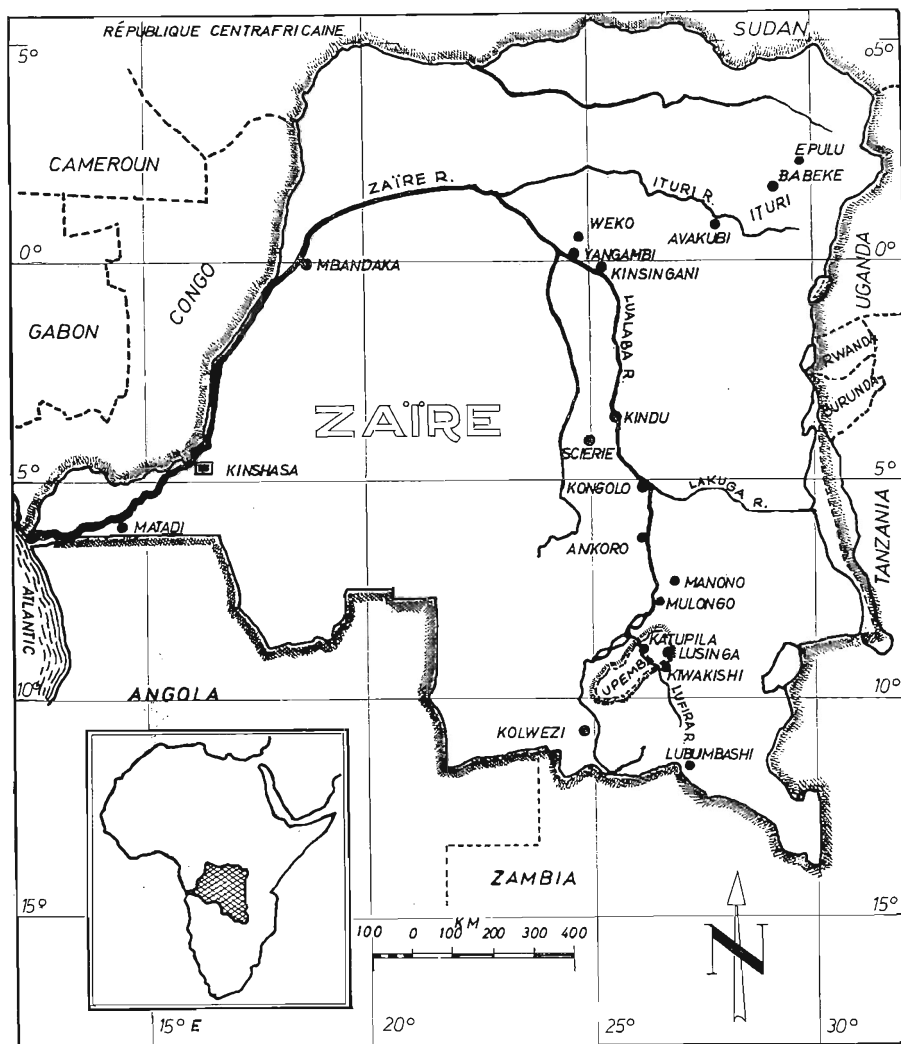 RÉPUBLIQUE CENTRAFRICAINE
SUDAN
5°
o5°
CAMEROUN
EPULU
BABEKE
ZAÏRE R.
ITURI R.
ITURI
WEKO
AVAKUBI
YANGAMBI
0°
0°
MBANDAKA
KINSINGANI
CONGO
UGANDA
GABON
LUALABA R.
RWANDA
BURUNDA
ZAÏRE
KINDU
SCIERIE
KINSHASA
5°
5°
KONGOLO
LAKUGA R.
MATADI
ANKORO
TANZANIA
ATLANTIC
MANONO
MULONGO
KATUPILA
LUSINGA
UPEMBA
KIWAKISHI
10°
ANGOLA
10°
LUFIRA R.
KOLWEZI
LUBUMBASHI
ZAMBIA
15°
15°
KM
100 0 100 200 300 400
N
15° E
20°
25°
30°